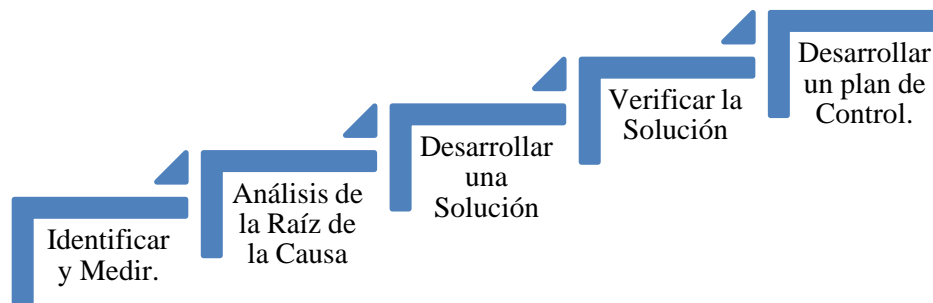 Identificar
y Medir.
Análisis de
la Raíz de
la Causa
Desarrollar
una
Solución
Verificar la
Solución
Desarrollar
un plan de
Control.